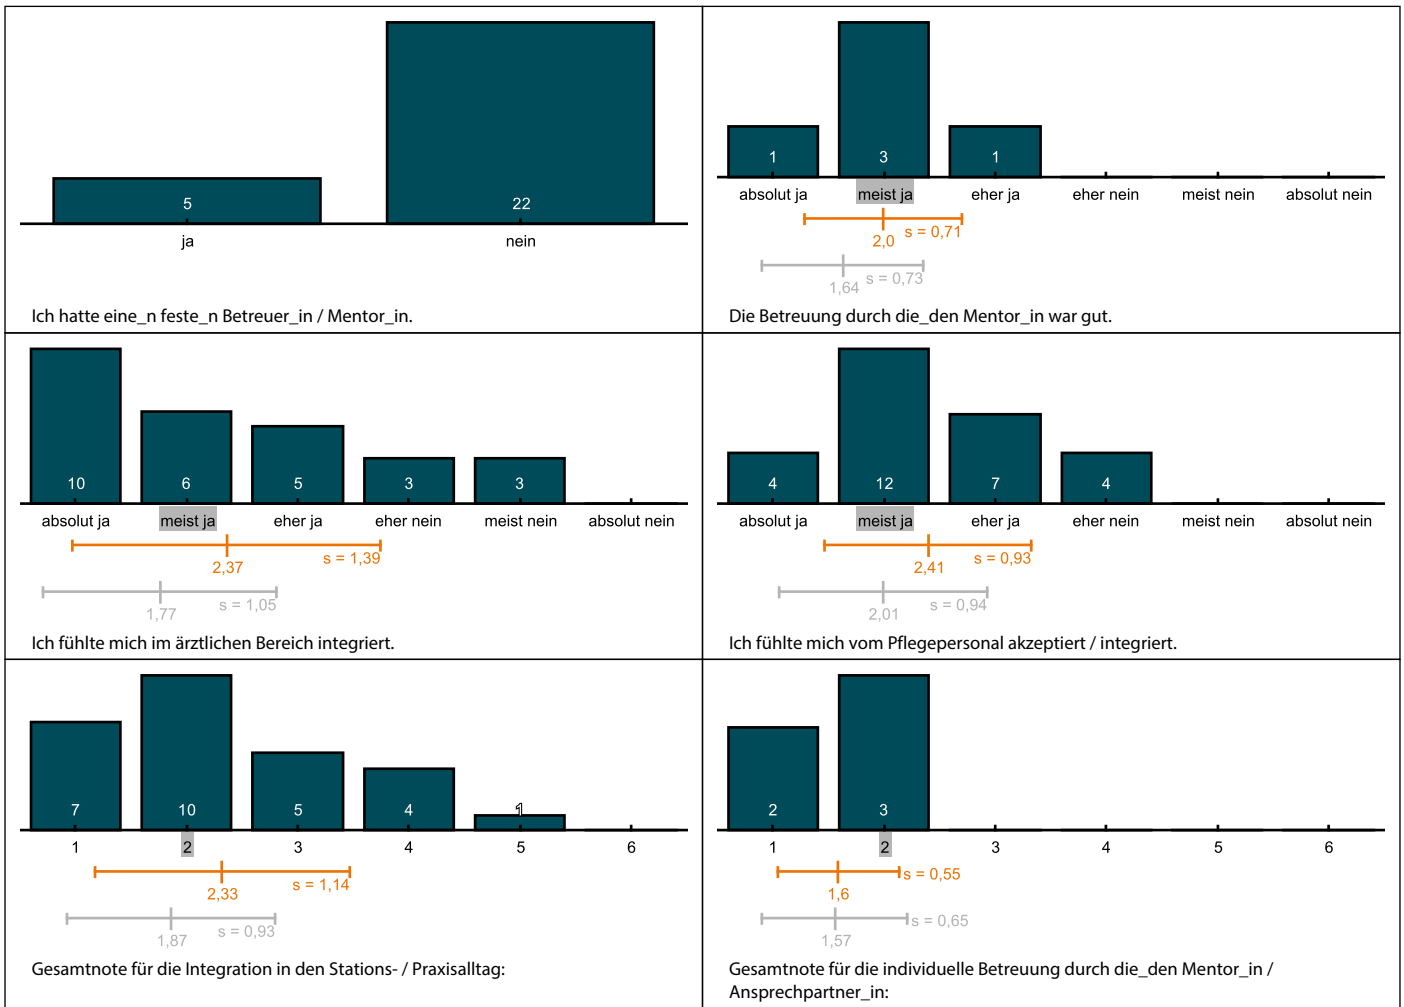 5
22
ja
nein
Ich hatte eine_n feste_n Betreuer_in / Mentor_in.
1
3
1
absolut ja
meist ja
eher ja
eher nein
meist nein
absolut nein
s = 0,71
2,0
s = 0,73
1,64
Die Betreuung durch die_den Mentor_in war gut.
10
6
5
3
3
absolut ja
meist ja
eher ja
eher nein
meist nein
absolut nein
s = 1,39
2,37
s = 1,05
1,77
Ich fühlte mich im ärztlichen Bereich integriert.
4
12
7
4
absolut ja
meist ja
eher ja
eher nein
meist nein
absolut nein
s = 0,93
2,41
s = 0,94
2,01
Ich fühlte mich vom Pflegepersonal akzeptiert / integriert.
7
10
5
4
1
1
2
3
4
5
6
s = 1,14
2,33
s = 0,93
1,87
Gesamtnote für die Integration in den Stations- / Praxisalltag:
2
3
1
2
3
4
5
6
s = 0,55
1,6
s = 0,65
1,57
Gesamtnote für die individuelle Betreuung durch die_den Mentor_in /
Ansprechpartner_in: